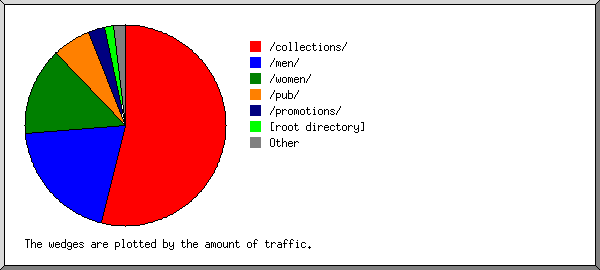 /collections/
/men/
/women/
/pub/
/promotions/
[root directory]
Other
The wedges are plotted by the amount of traffic.